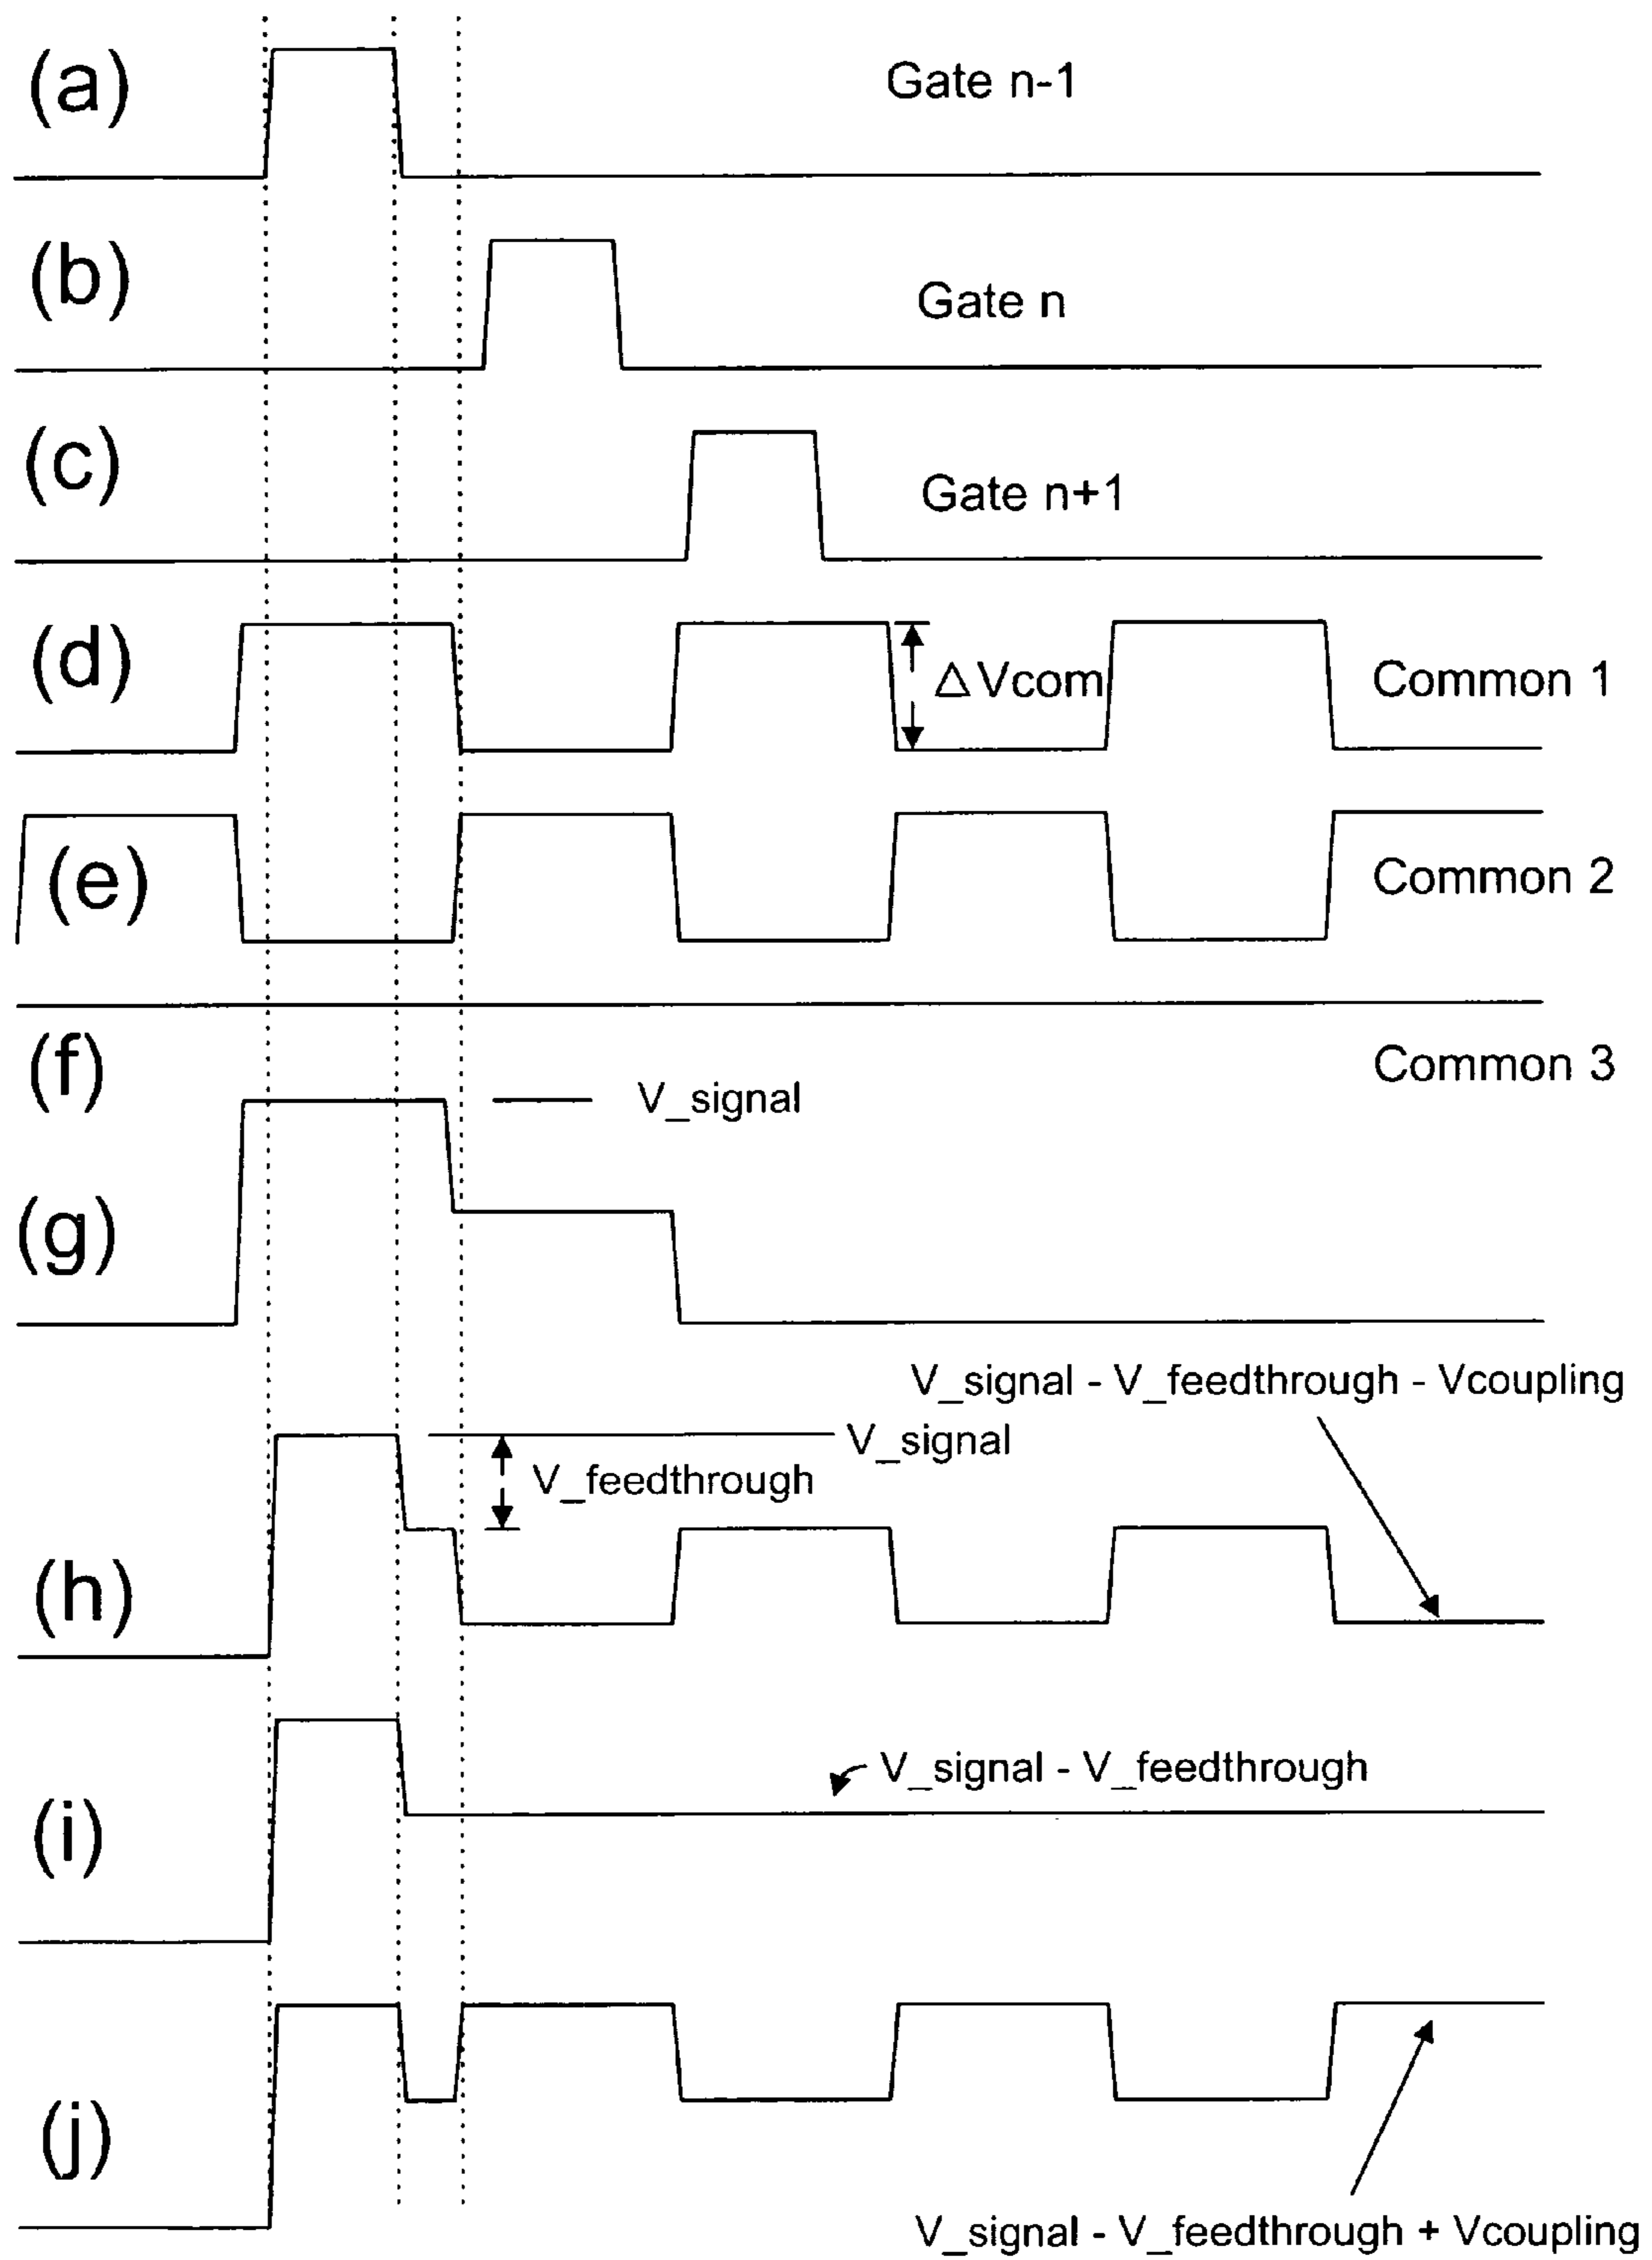 (a)
Gate n-1
(b)
Gate n
(c)
Gate n+1
(d)
△Vcom
Common 1
(e)
Common 2
(f)
Common 3
V_signal
(g)
V_signal - V_feedthrough - Vcoupling
V_signal
V_feedthrough
(h)
V_signal - V_feedthrough
(i)
(j)
V_signal - V_feedthrough + Vcoupling